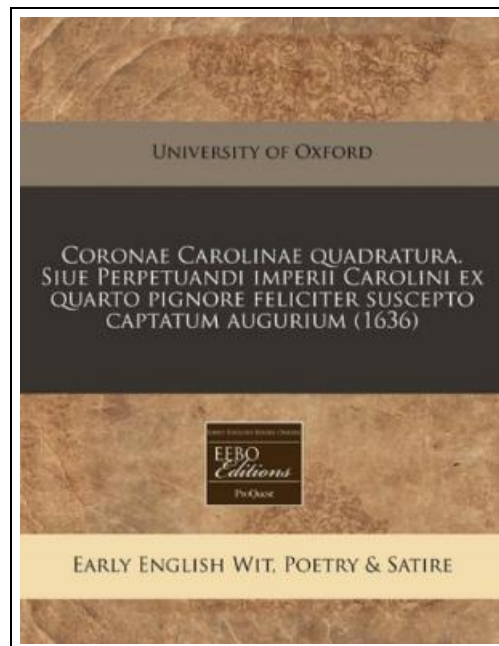 University of Oxford
Coronae Carolinae quadratura.
Siue Perpetuandi imperii Carolini ex
quarto pignore feliciter suscepto
captatum augurium (1636)
EEBO
Editions
ProQuest
Early English Wit, Poetry & Satire